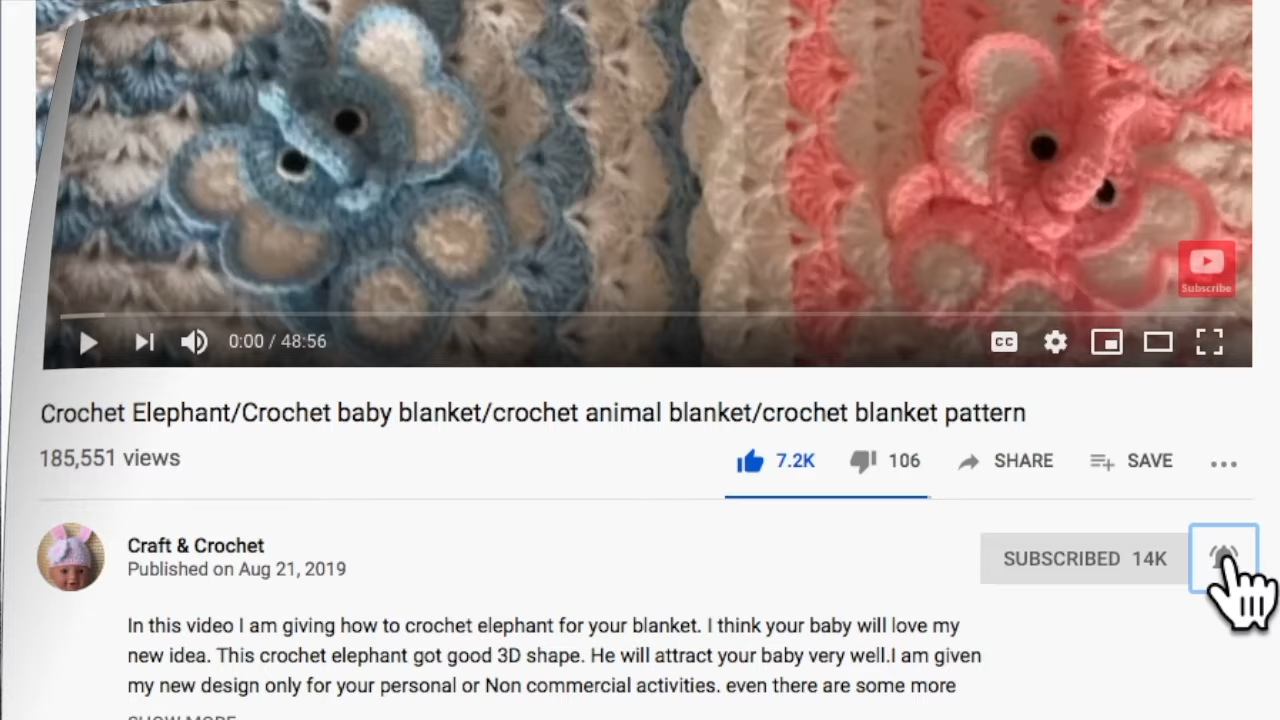 Subscribe
0:00 / 48:56
CC
Crochet Elephant/Crochet baby blanket/crochet animal blanket/crochet blanket pattern
185,551 views
7.2K 106 SHARE SAVE
Craft & Crochet
Published on Aug 21, 2019
SUBSCRIBED 14K
In this video I am giving how to crochet elephant for your blanket. I think your baby will love my
new idea. This crochet elephant got good 3D shape. He will attract your baby very well.I am given
my new design only for your personal or Non commercial activities. even there are some more
SHOW MORE